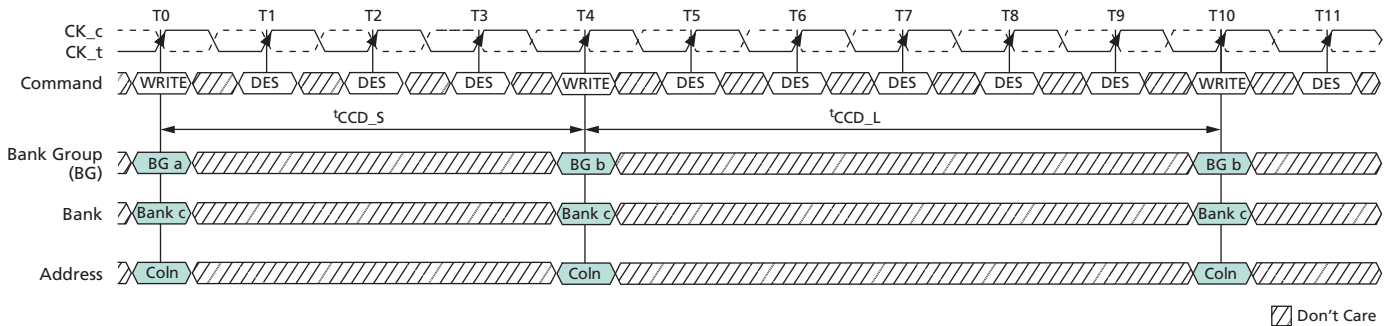 T0 T1 T2 T3 T4 T5 T6 T7 T8 T9 T10 T11
CK_c
CK_t
Command WRITE DES DES DES WRITE DES DES DES DES DES WRITE DES
tCCD_S tCCD_L
Bank Group
(BG) BG a BG b BG b
Bank Bank c Bank c Bank c
Address Coln Coln Coln
Don't Care